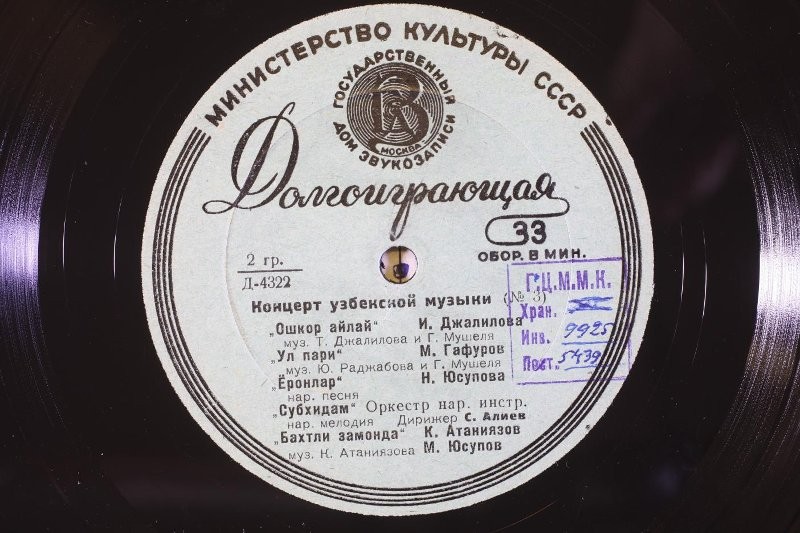 МИНИСТЕРСТВО КУЛЬТУРЫ СССР
ГОСУДАРСТВЕННЫЙ
ДОМ ЗВУКОЗАПИСИ
МОСКВА
Долгоиграющая
33
ОБОР. В МИН.
2 гр.
Д-4322
Концерт узбекской музыки (№ 3)
„Ошкор айлай“ И. Джалилова
муз. Т. Джалилова и Г. Мушеля
„Ул пари“ М. Гафуров
муз. Ю. Раджабова и Г. Мушеля
„Ёронлар“ Н. Юсупова
нар. песня
„Субхидам“ Оркестр нар. инстр.
нар. мелодия Дирижер С. Алиев
„Бахтли замонда“ К. Атаниязов
муз. К. Атаниязова М. Юсупов
Г.Ц.М.М.К.
Хран.
Инв. 9925
Пост. 5439